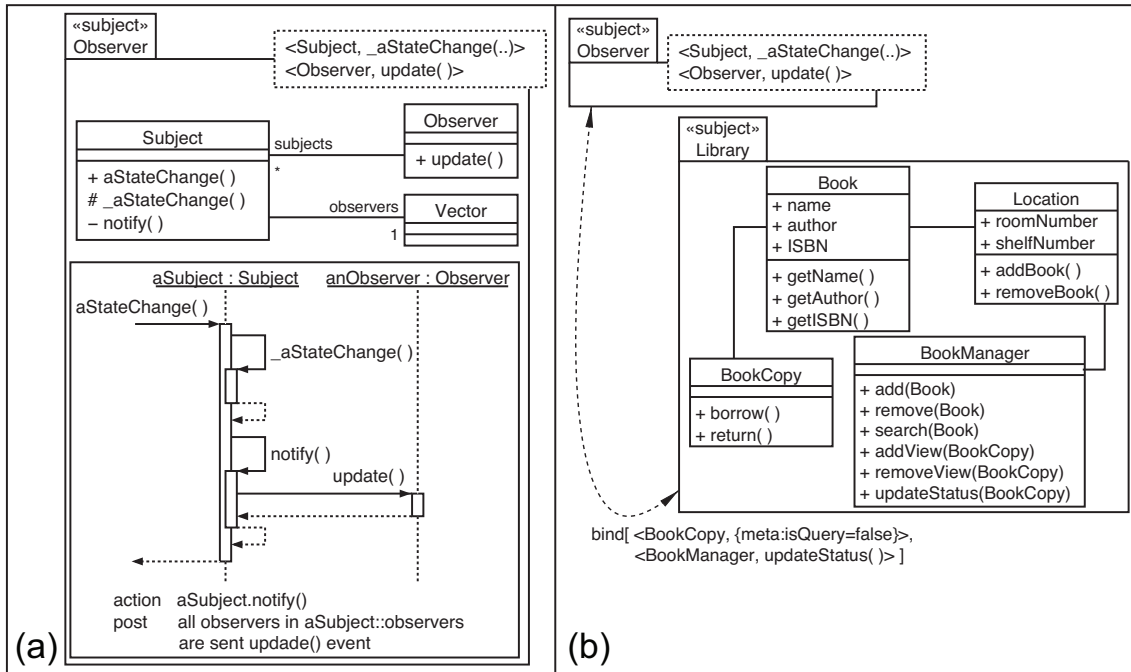 «subject»
Observer
<Subject, _aStateChange(..)>
<Observer, update( )>
Subject
+ aStateChange( )
# _aStateChange( )
– notify( )
subjects
*
Observer
+ update( )
observers
1
Vector
aSubject : Subject
anObserver : Observer
aStateChange( )
_aStateChange( )
notify( )
update( )
action aSubject.notify()
post all observers in aSubject::observers
are sent updade() event
(a)
«subject»
Observer
<Subject, _aStateChange(..)>
<Observer, update( )>
«subject»
Library
Book
+ name
+ author
+ ISBN
+ getName( )
+ getAuthor( )
+ getISBN( )
Location
+ roomNumber
+ shelfNumber
+ addBook( )
+ removeBook( )
BookCopy
+ borrow( )
+ return( )
BookManager
+ add(Book)
+ remove(Book)
+ search(Book)
+ addView(BookCopy)
+ removeView(BookCopy)
+ updateStatus(BookCopy)
bind[ <BookCopy, {meta:isQuery=false}>,
<BookManager, updateStatus( )> ]
(b)